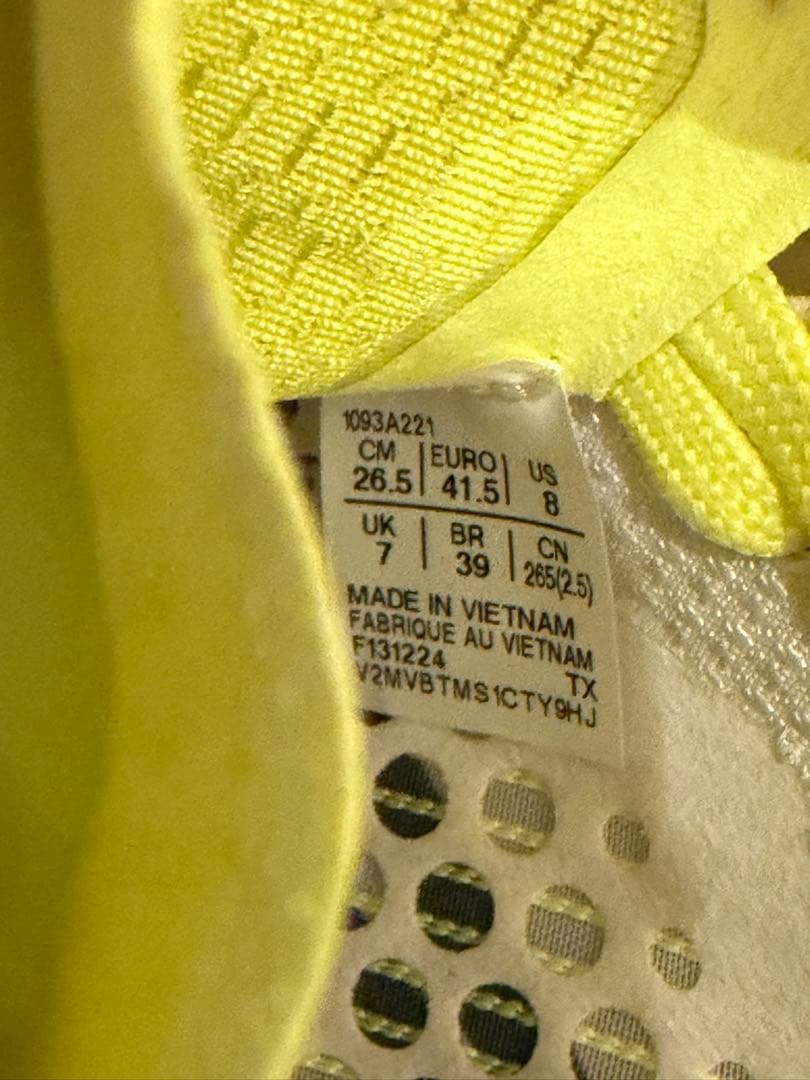 1093A221
CM EURO US
26.5 41.5 8
UK BR CN
7 39 265(2.5)
MADE IN VIETNAM
FABRIQUE AU VIETNAM
F131224 TX
V2MVBTMS1CTY9HJ